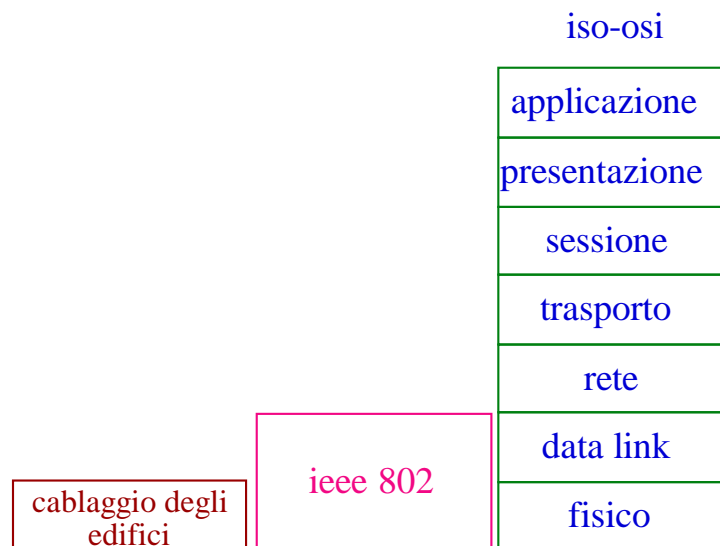 iso-osi
applicazione
presentazione
sessione
trasporto
rete
data link
fisico
ieee 802
cablaggio degli
edifici